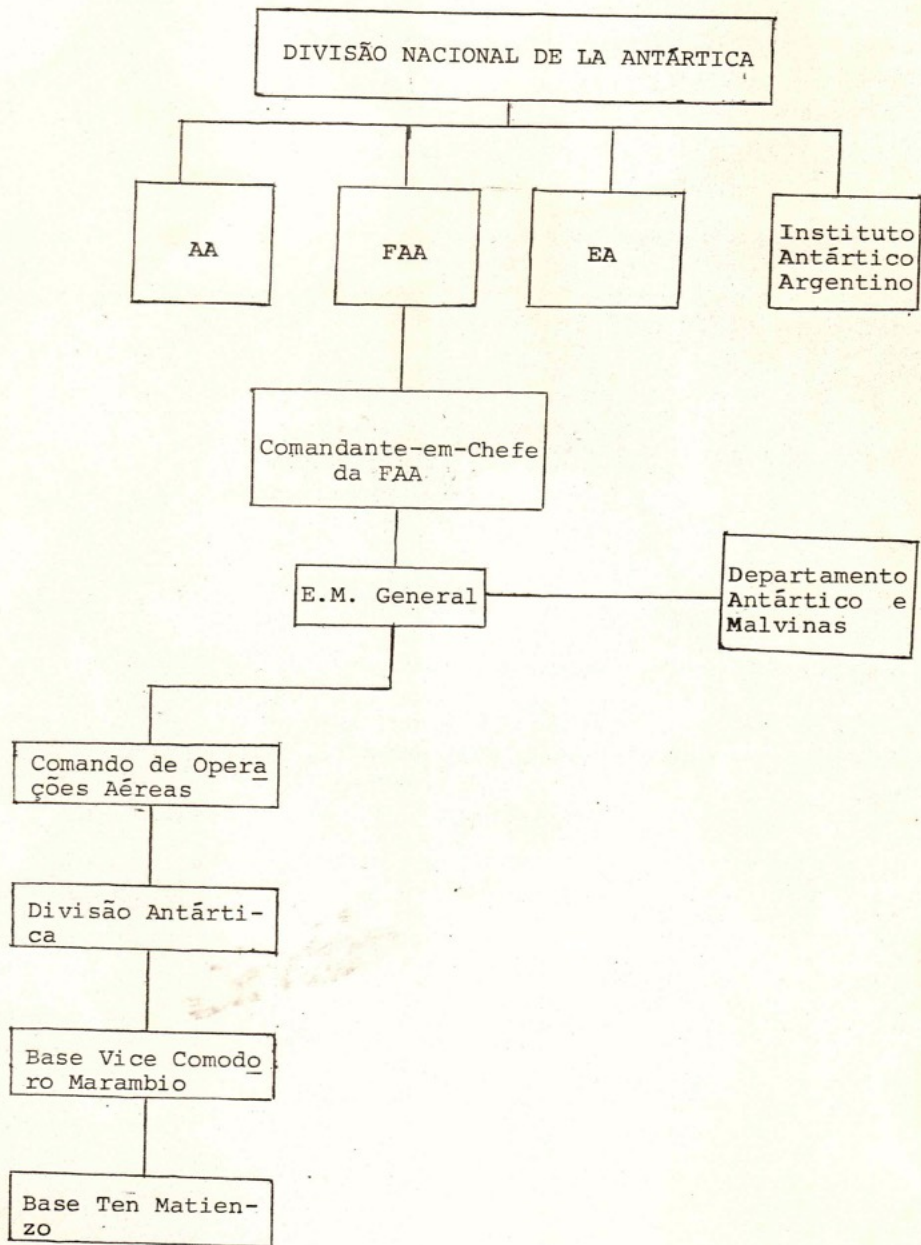 DIVISÃO NACIONAL DE LA ANTÁRTICA
AA
FAA
EA
Instituto
Antártico
Argentino
Comandante-em-Chefe
da FAA
E.M. General
Departamento
Antártico e
Malvinas
Comando de Opera
ções Aéreas
Divisão Antárti-
ca
Base Vice Comodo
ro Marambio
Base Ten Matien-
zo